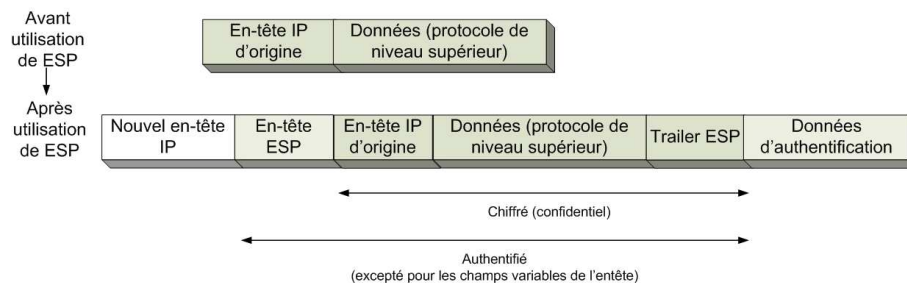 Avant
utilisation
de ESP
En-tête IP
d'origine
Données (protocole de
niveau supérieur)
Après
utilisation
de ESP
Nouvel en-tête
IP
En-tête
ESP
En-tête IP
d'origine
Données (protocole de
niveau supérieur)
Trailer ESP
Données
d'authentification
Chiffré (confidentiel)
Authentifié
(excepté pour les champs variables de l'entête)